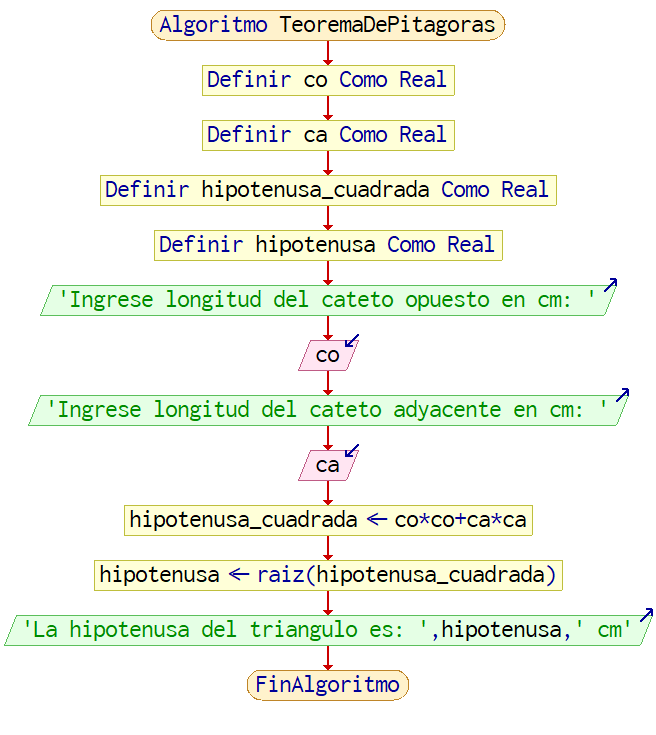 Algoritmo TeoremaDePitagoras
Definir co Como Real
Definir ca Como Real
Definir hipotenusa_cuadrada Como Real
Definir hipotenusa Como Real
'Ingrese longitud del cateto opuesto en cm: '
co
'Ingrese longitud del cateto adyacente en cm: '
ca
hipotenusa_cuadrada ← co*co+ca*ca
hipotenusa ← raiz(hipotenusa_cuadrada)
'La hipotenusa del triangulo es: ',hipotenusa,' cm'
FinAlgoritmo